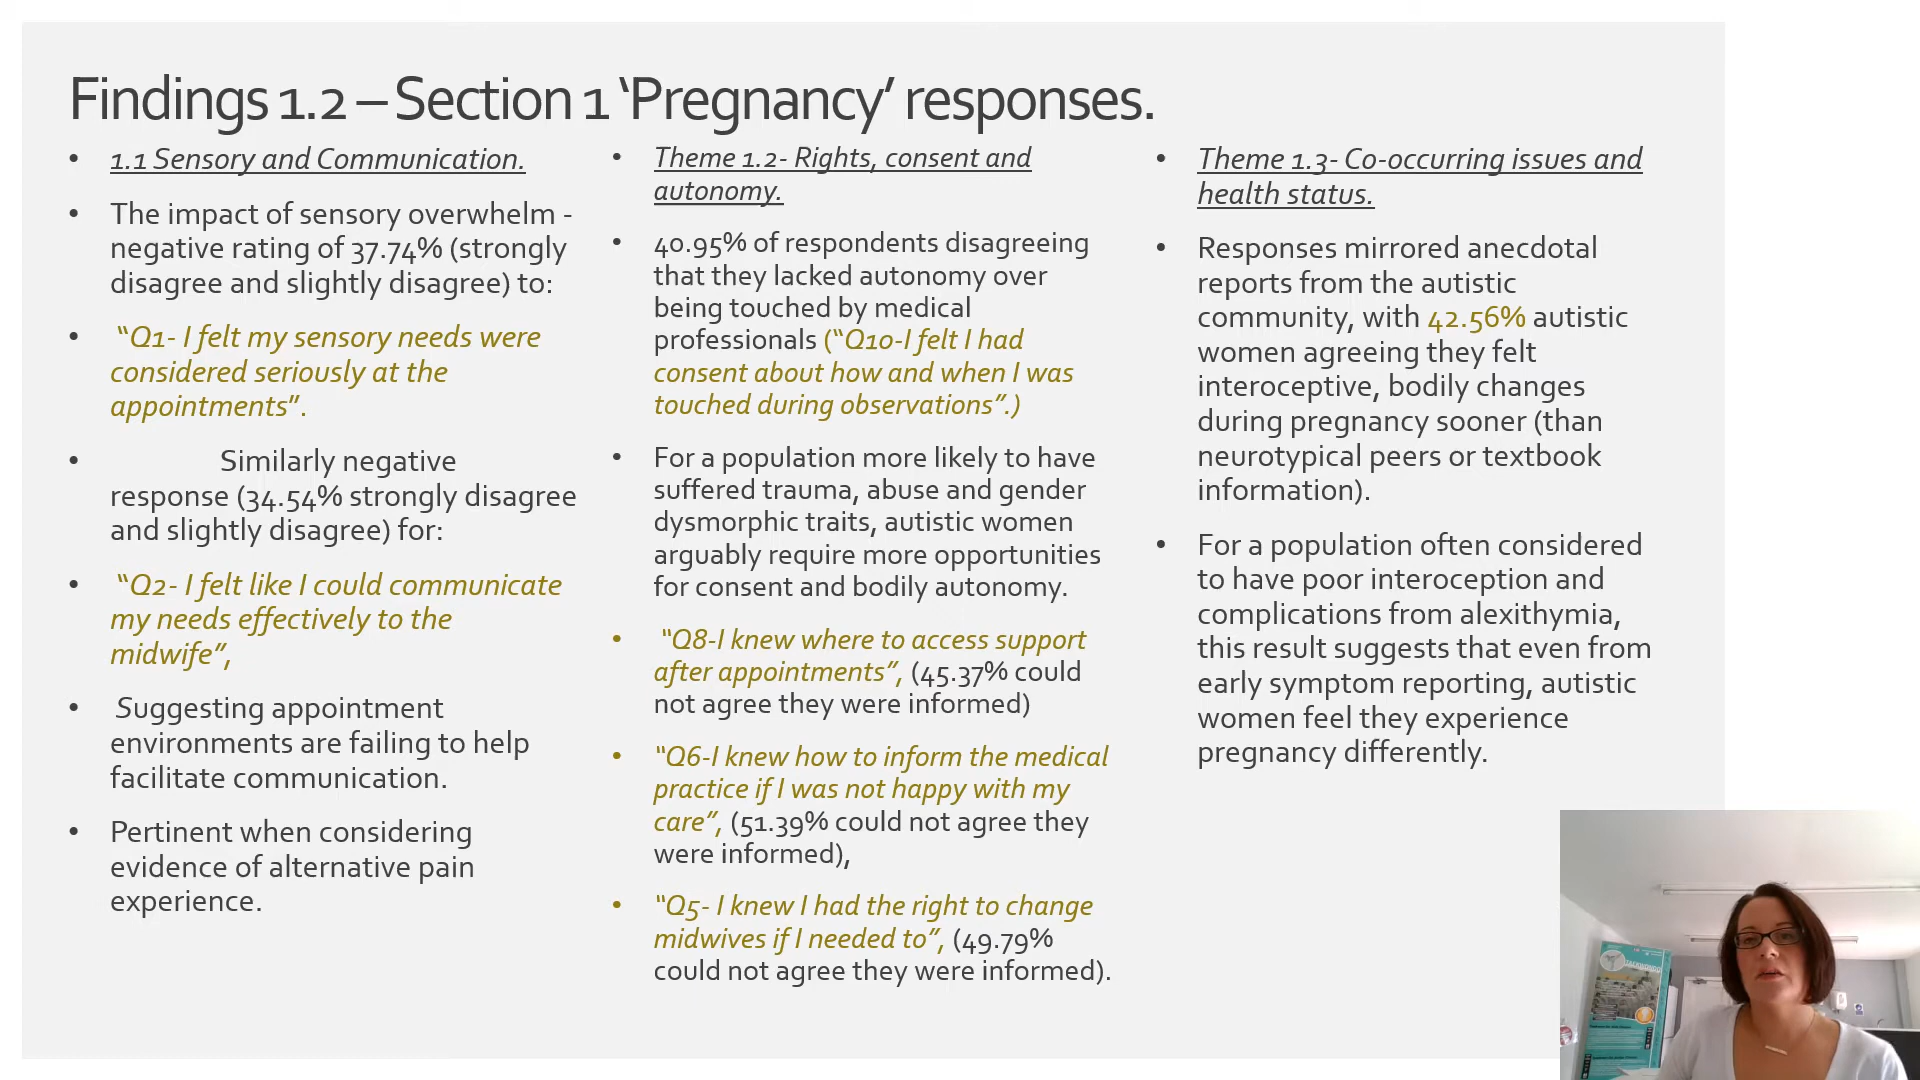 Findings 1.2 – Section 1 ‘Pregnancy’ responses.
• 1.1 Sensory and Communication.
• The impact of sensory overwhelm -
negative rating of 37.74% (strongly
disagree and slightly disagree) to:
• “Q1- I felt my sensory needs were
considered seriously at the
appointments”.
• Similarly negative
response (34.54% strongly disagree
and slightly disagree) for:
• “Q2- I felt like I could communicate
my needs effectively to the
midwife”,
• Suggesting appointment
environments are failing to help
facilitate communication.
• Pertinent when considering
evidence of alternative pain
experience.
• Theme 1.2- Rights, consent and
autonomy.
• 40.95% of respondents disagreeing
that they lacked autonomy over
being touched by medical
professionals (“Q10-I felt I had
consent about how and when I was
touched during observations”.)
• For a population more likely to have
suffered trauma, abuse and gender
dysmorphic traits, autistic women
arguably require more opportunities
for consent and bodily autonomy.
• “Q8-I knew where to access support
after appointments”, (45.37% could
not agree they were informed)
• “Q6-I knew how to inform the medical
practice if I was not happy with my
care”, (51.39% could not agree they
were informed),
• “Q5- I knew I had the right to change
midwives if I needed to”, (49.79%
could not agree they were informed).
• Theme 1.3- Co-occurring issues and
health status.
• Responses mirrored anecdotal
reports from the autistic
community, with 42.56% autistic
women agreeing they felt
interoceptive, bodily changes
during pregnancy sooner (than
neurotypical peers or textbook
information).
• For a population often considered
to have poor interoception and
complications from alexithymia,
this result suggests that even from
early symptom reporting, autistic
women feel they experience
pregnancy differently.
TAEKWONDO